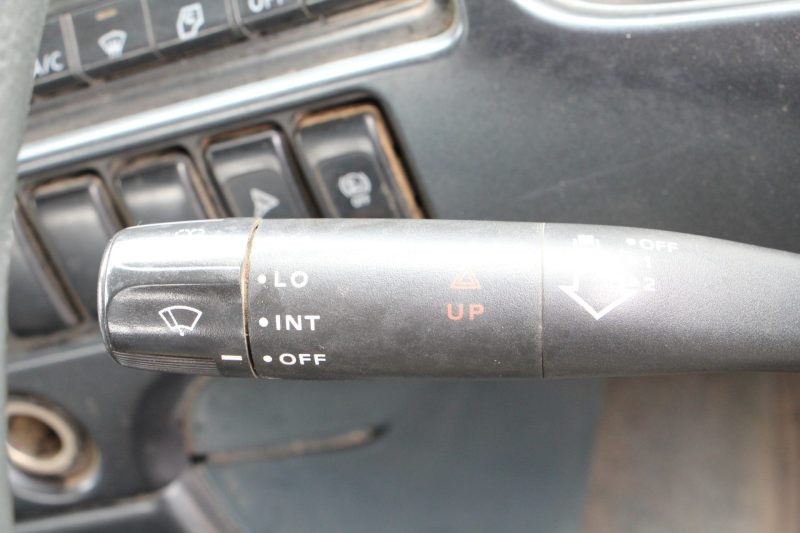 A/C
OFF
• LO
• INT
– • OFF
UP
• OFF
1
2